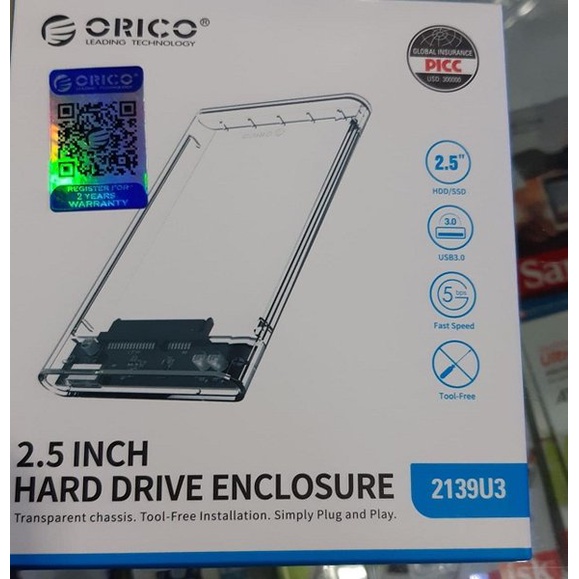 ORICO®
LEADING TECHNOLOGY
GLOBAL INSURANCE
PICC
USD. 300000
ORICO
REGISTER FOR
2 YEARS
WARRANTY
2.5"
HDD/SSD
3.0
USB3.0
5Gbps
Fast Speed
Tool-Free
San
2.5 INCH
HARD DRIVE ENCLOSURE
2139U3
Transparent chassis. Tool-Free Installation. Simply Plug and Play.